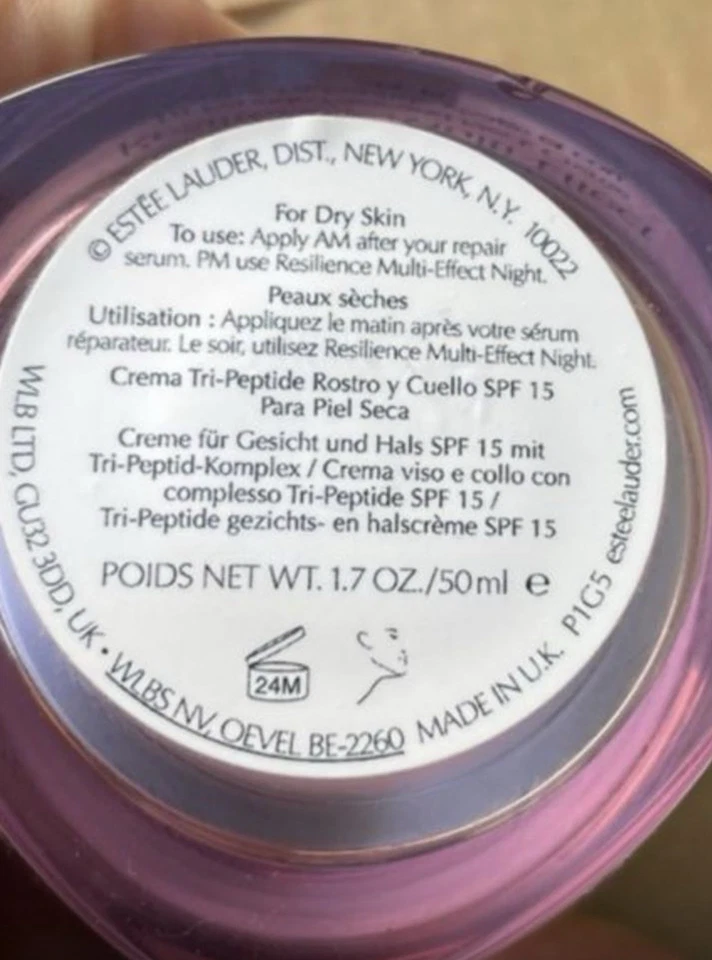 © ESTĒE LAUDER, DIST., NEW YORK, N.Y. 10022
For Dry Skin
To use: Apply AM after your repair
serum. PM use Resilience Multi-Effect Night.
Peaux sèches
Utilisation : Appliquez le matin après votre sérum
réparateur. Le soir, utilisez Resilience Multi-Effect Night.
Crema Tri-Peptide Rostro y Cuello SPF 15
Para Piel Seca
Creme für Gesicht und Hals SPF 15 mit
Tri-Peptid-Komplex / Crema viso e collo con
complesso Tri-Peptide SPF 15 /
Tri-Peptide gezichts- en halscrème SPF 15
POIDS NET WT. 1.7 OZ./50 ml e
24M
WLB LTD, GU32 3DD, UK • WLBS NV, OEVEL BE-2260 MADE IN U.K. P1G5 esteelauder.com